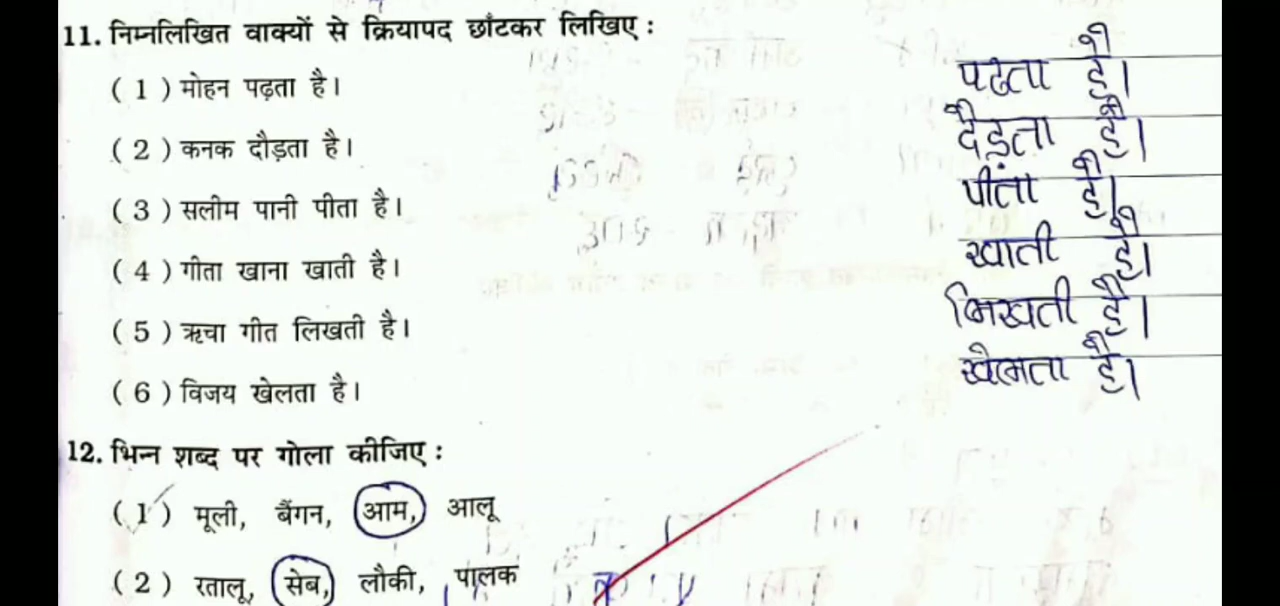 11. निम्नलिखित वाक्यों से क्रियापद छाँटकर लिखिए :
( 1 ) मोहन पढ़ता है। पढता है।
( 2 ) कनक दौड़ता है। दौड़ता है।
( 3 ) सलीम पानी पीता है। पीता है।
( 4 ) गीता खाना खाती है। खाती है।
( 5 ) ऋचा गीत लिखती है। लिखती है।
( 6 ) विजय खेलता है। खेलता है।
12. भिन्न शब्द पर गोला कीजिए :
( 1 ) मूली, बैंगन, आम, आलू
( 2 ) रतालू, सेब, लौकी, पालक